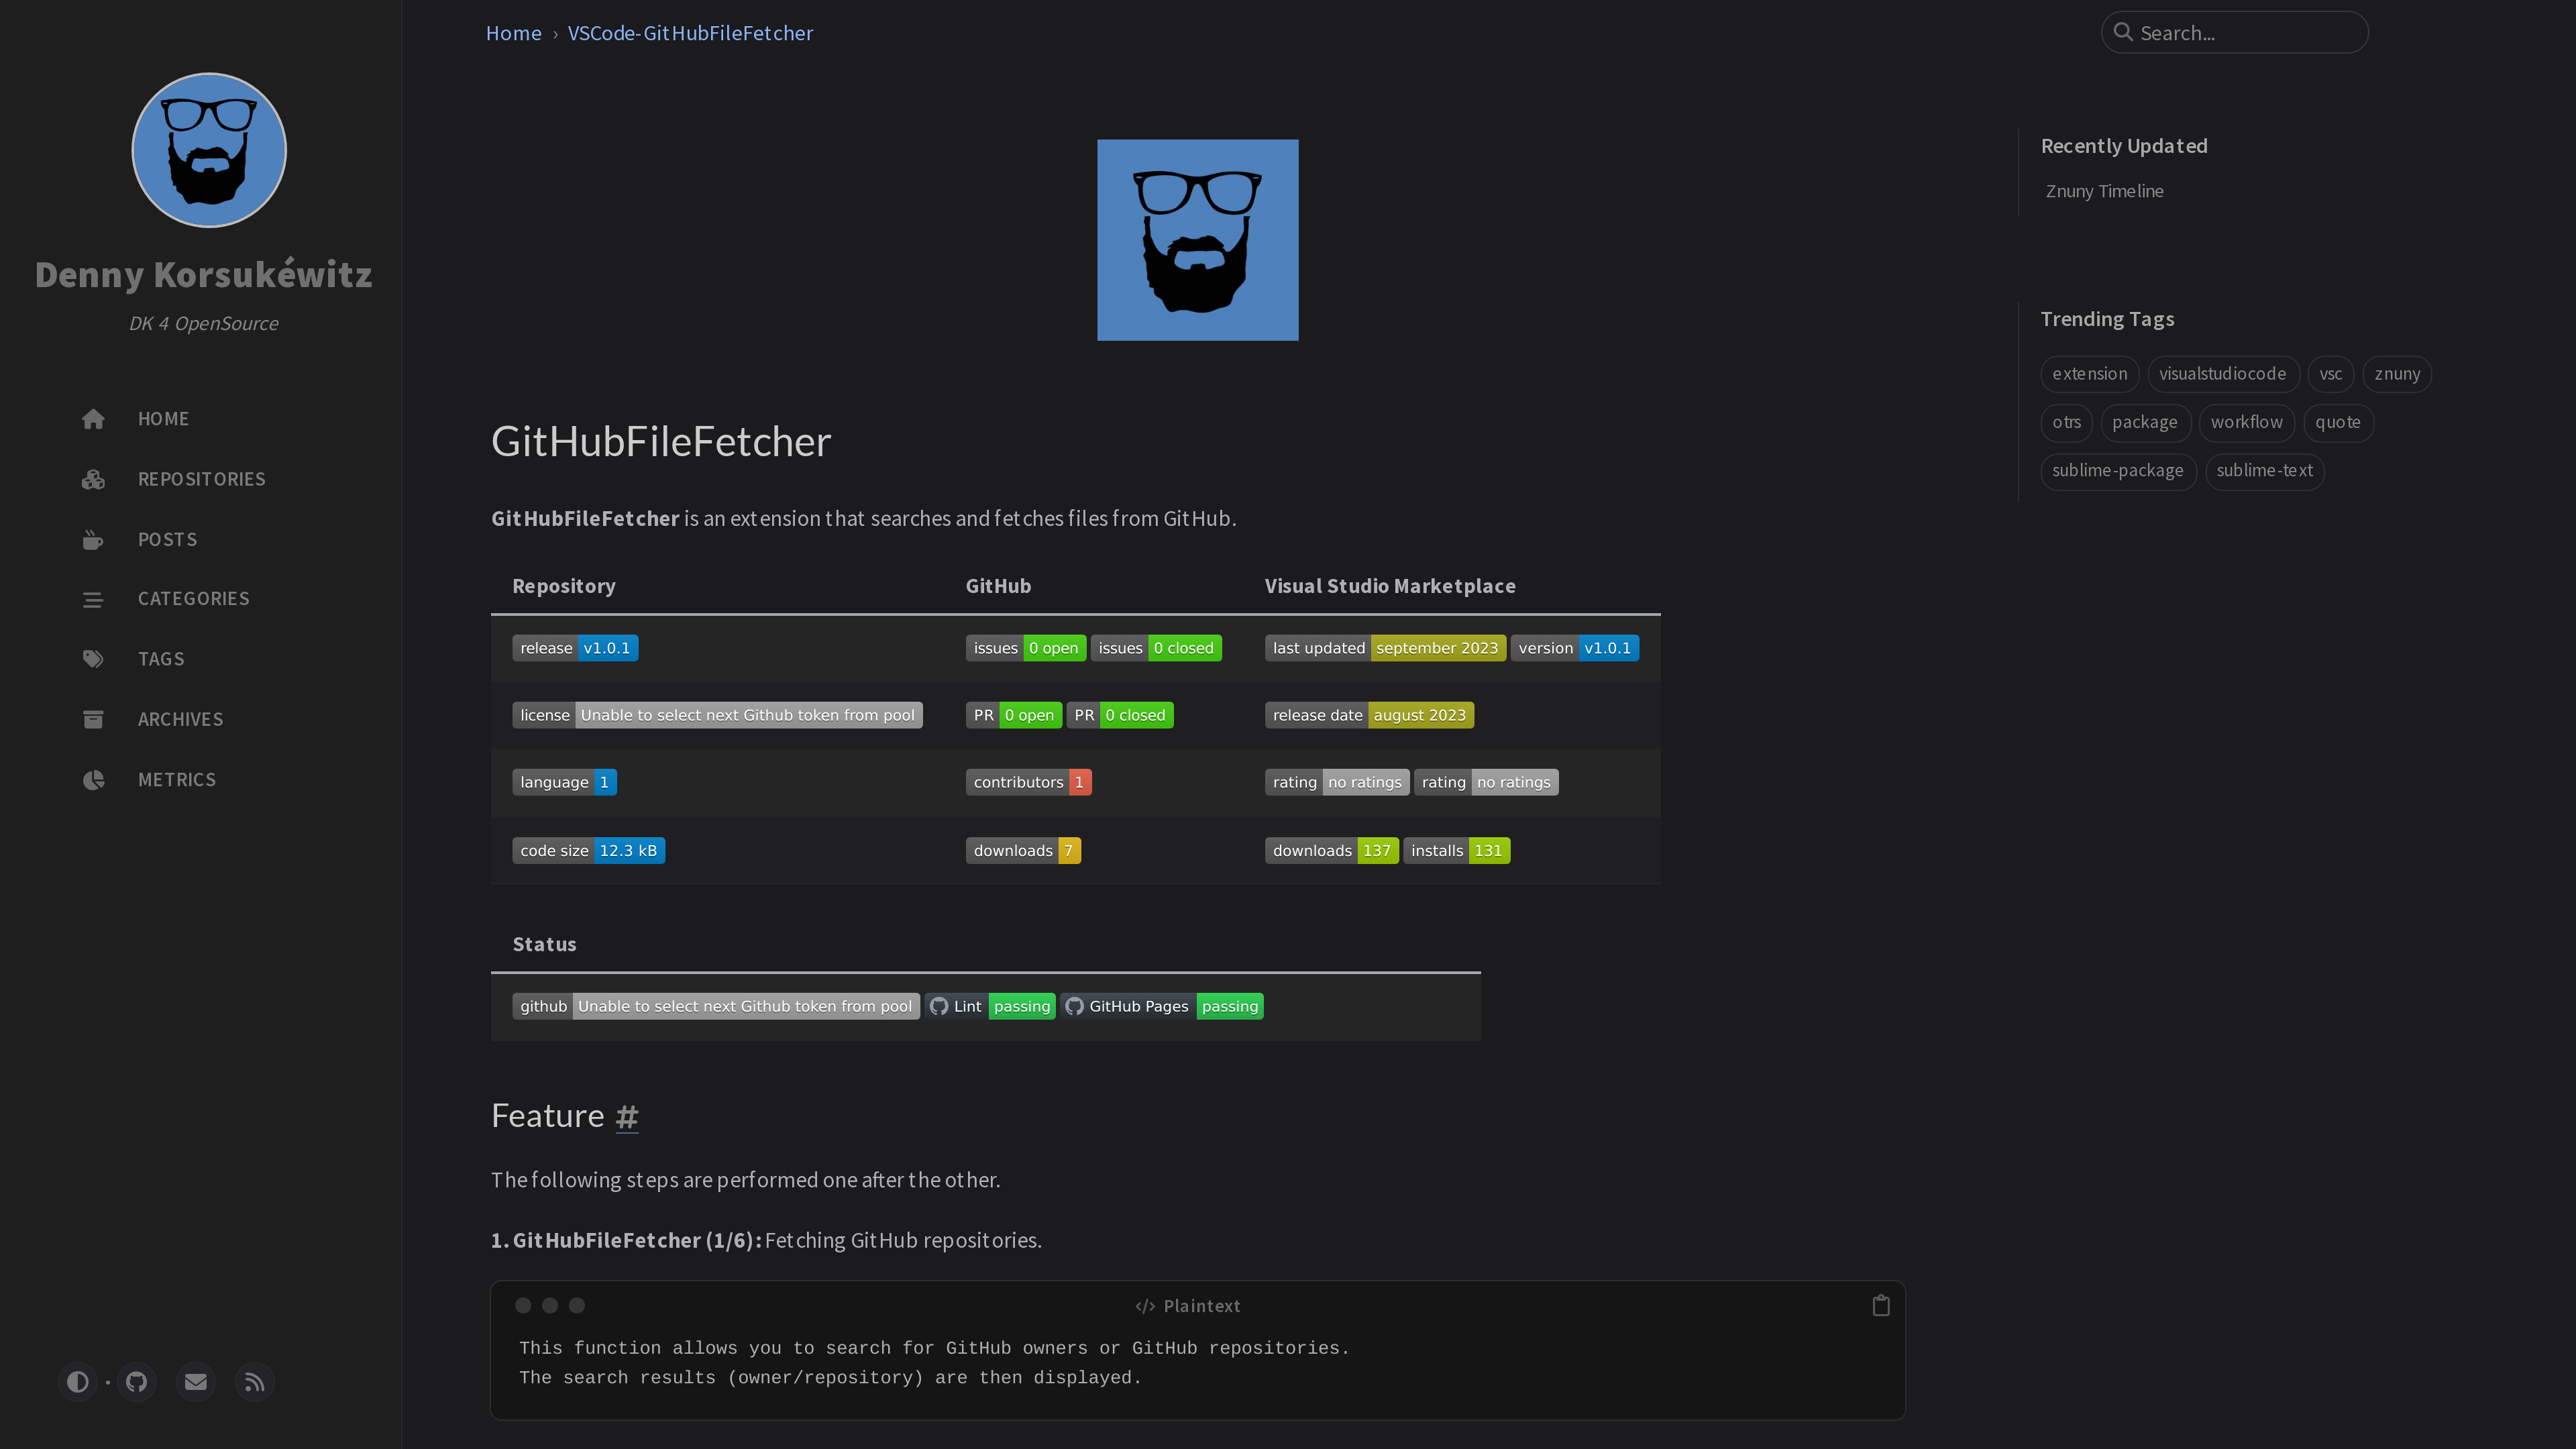 Denny Korsukéwitz
DK 4 OpenSource
HOME
REPOSITORIES
POSTS
CATEGORIES
TAGS
ARCHIVES
METRICS
Home › VSCode-GitHubFileFetcher
Search...
GitHubFileFetcher
GitHubFileFetcher is an extension that searches and fetches files from GitHub.
Repository GitHub Visual Studio Marketplace
release v1.0.1 issues 0 open issues 0 closed last updated september 2023 version v1.0.1
license Unable to select next Github token from pool PR 0 open PR 0 closed release date august 2023
language 1 contributors 1 rating no ratings rating no ratings
code size 12.3 kB downloads 7 downloads 137 installs 131
Status
github Unable to select next Github token from pool Lint passing GitHub Pages passing
Feature #
The following steps are performed one after the other.
1. GitHubFileFetcher (1/6): Fetching GitHub repositories.
Plaintext
This function allows you to search for GitHub owners or GitHub repositories.
The search results (owner/repository) are then displayed.
Recently Updated
Znuny Timeline
Trending Tags
extension visualstudiocode vsc znuny
otrs package workflow quote
sublime-package sublime-text